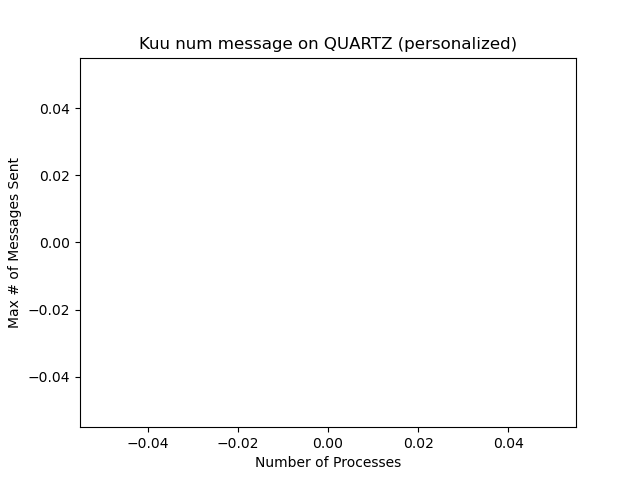 Kuu num message on QUARTZ (personalized)
Max # of Messages Sent
0.04
0.02
0.00
−0.02
−0.04
−0.04 −0.02 0.00 0.02 0.04
Number of Processes